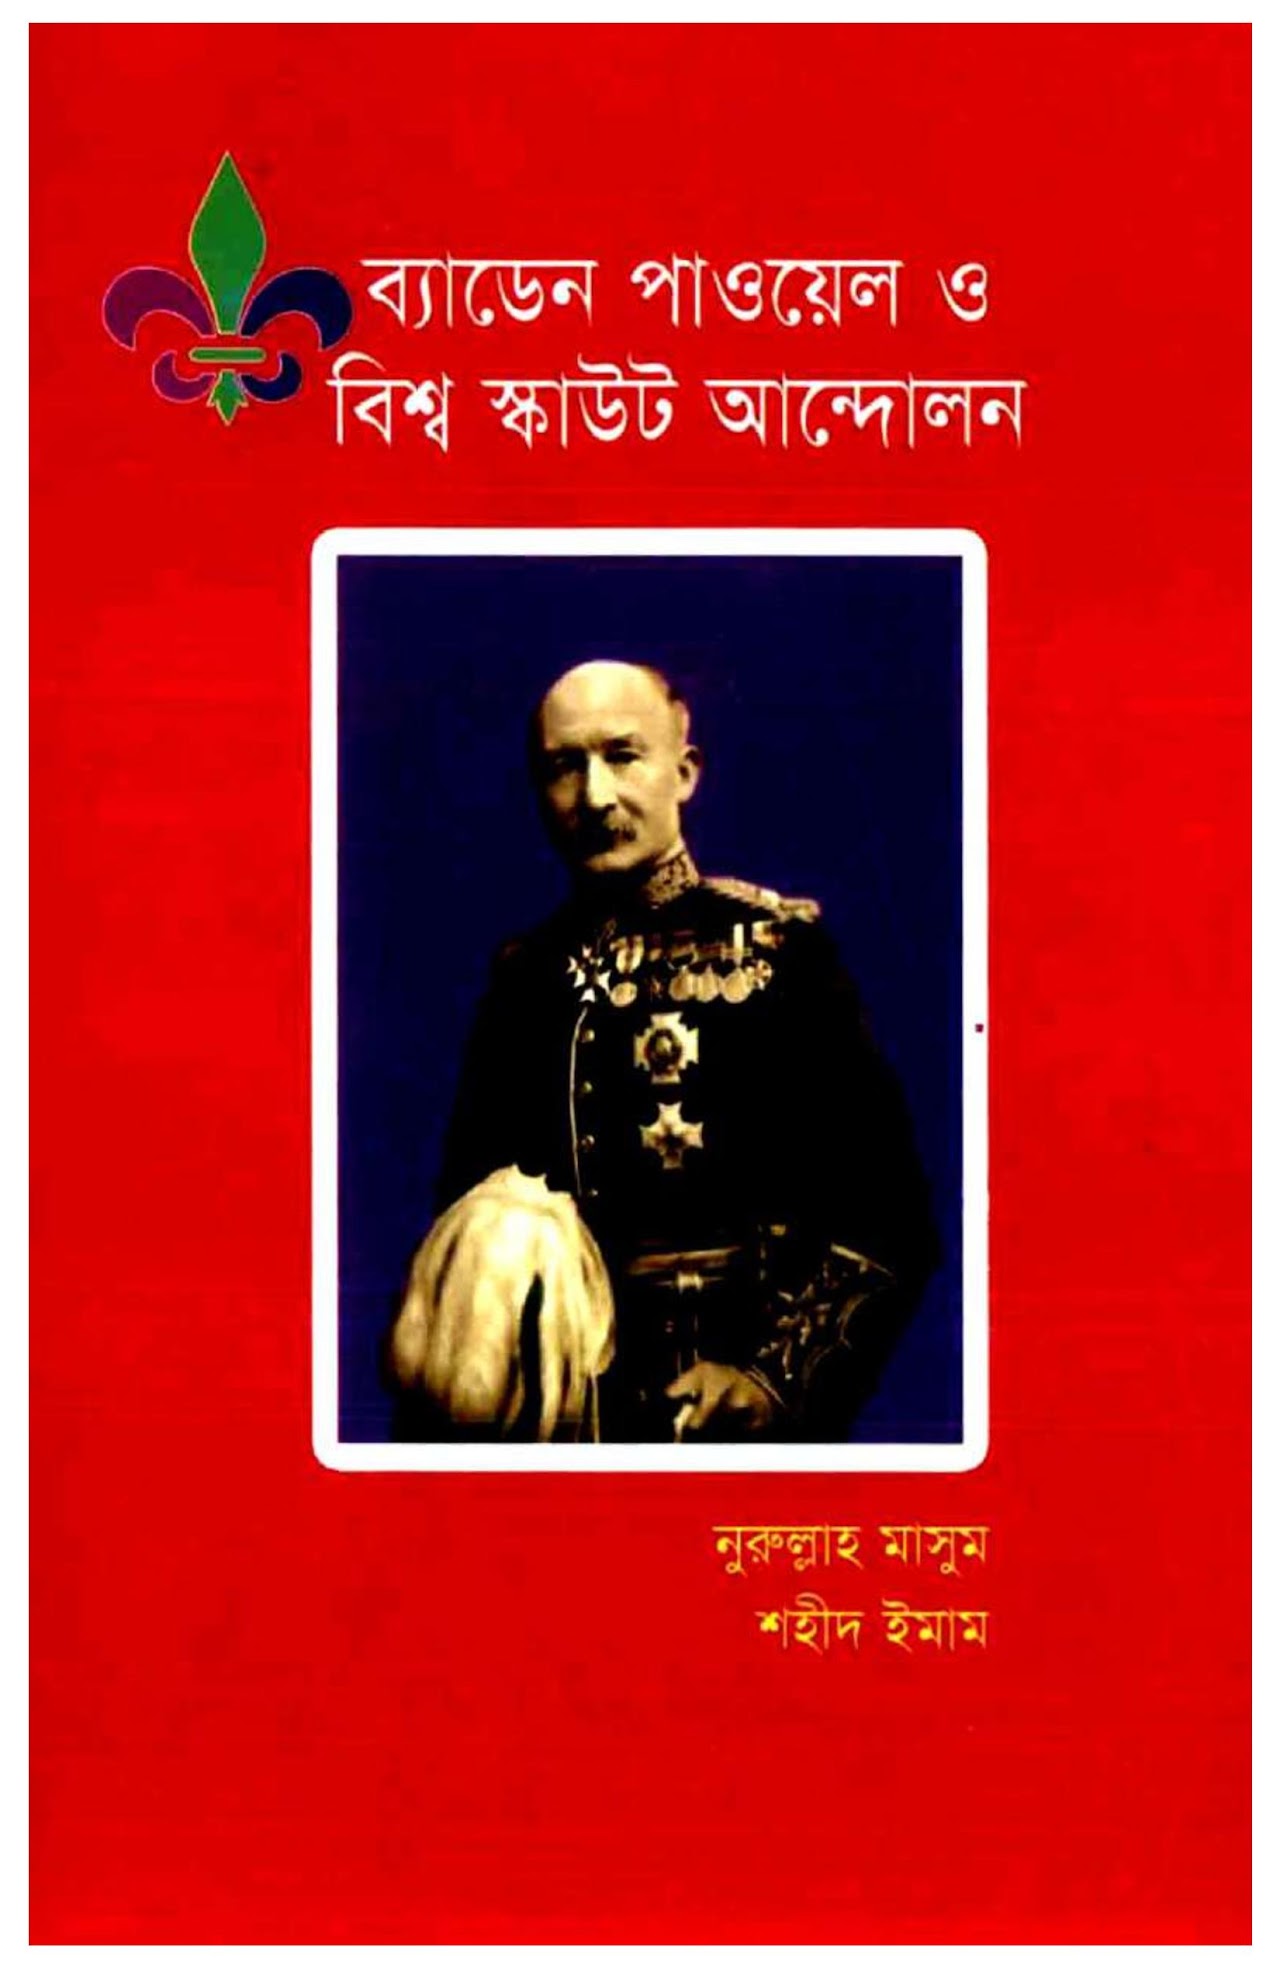 ব্যাডেন পাওয়েল ও
বিশ্ব স্কাউট আন্দোলন
নুরুল্লাহ মাসুম
শহীদ ইমাম